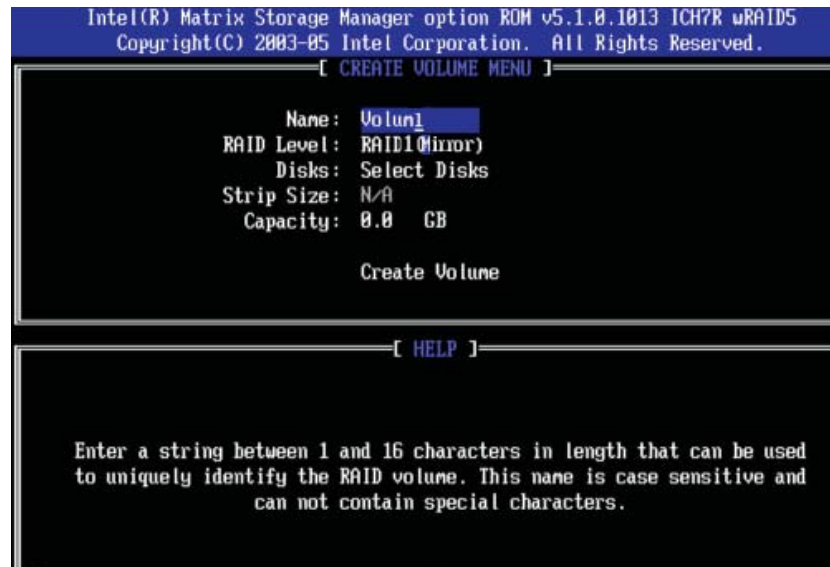 Intel(R) Matrix Storage Manager option ROM v5.1.0.1013 ICH7R wRAID5
Copyright(C) 2003-05 Intel Corporation. All Rights Reserved.
[ CREATE VOLUME MENU ]
Name: Volum1
RAID Level: RAID1(Mirror)
Disks: Select Disks
Strip Size: N/A
Capacity: 0.0 GB
Create Volume
[ HELP ]
Enter a string between 1 and 16 characters in length that can be used
to uniquely identify the RAID volume. This name is case sensitive and
can not contain special characters.